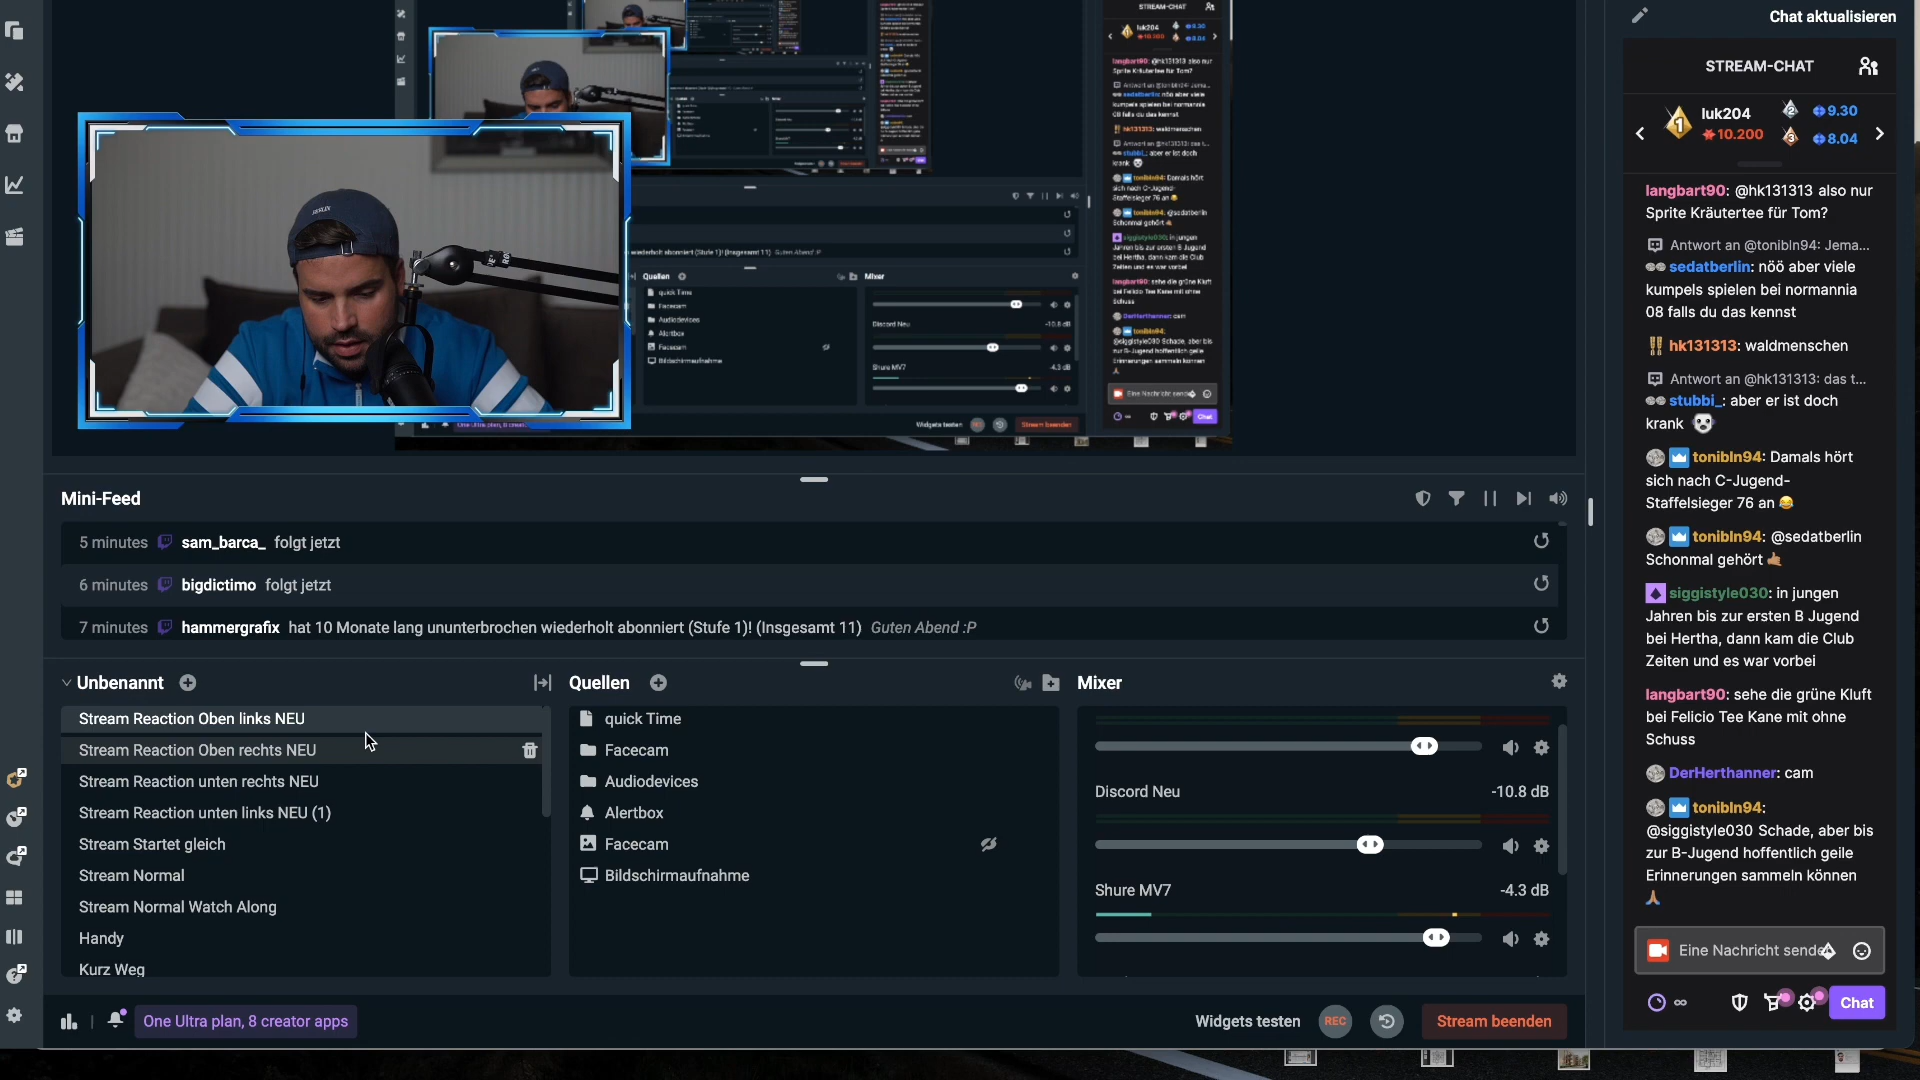 Chat aktualisieren
STREAM-CHAT
luk204
10.200
9.30
8.04
langbart90: @hk131313 also nur
Sprite Kräutertee für Tom?
Antwort an @tonibln94: Jema...
sedatberlin: nöö aber viele
kumpels spielen bei normannia
08 falls du das kennst
hk131313: waldmenschen
Antwort an @hk131313: das t...
stubbi_: aber er ist doch
krank
tonibln94: Damals hört
sich nach C-Jugend-
Staffelsieger 76 an
tonibln94: @sedatberlin
Schonmal gehört
siggistyle030: in jungen
Jahren bis zur ersten B Jugend
bei Hertha, dann kam die Club
Zeiten und es war vorbei
langbart90: sehe die grüne Kluft
bei Felicio Tee Kane mit ohne
Schuss
DerHerthanner: cam
tonibln94:
@siggistyle030 Schade, aber bis
zur B-Jugend hoffentlich geile
Erinnerungen sammeln können
Eine Nachricht sende
Chat
BERLIN
Mini-Feed
5 minutes sam_barca_ folgt jetzt
6 minutes bigdictimo folgt jetzt
7 minutes hammergrafix hat 10 Monate lang ununterbrochen wiederholt abonniert (Stufe 1)! (Insgesamt 11) Guten Abend :P
Unbenannt
Stream Reaction Oben links NEU
Stream Reaction Oben rechts NEU
Stream Reaction unten rechts NEU
Stream Reaction unten links NEU (1)
Stream Startet gleich
Stream Normal
Stream Normal Watch Along
Handy
Kurz Weg
Quellen
quick Time
Facecam
Audiodevices
Alertbox
Facecam
Bildschirmaufnahme
Mixer
Discord Neu -10.8 dB
Shure MV7 -4.3 dB
One Ultra plan, 8 creator apps
Widgets testen
REC
Stream beenden